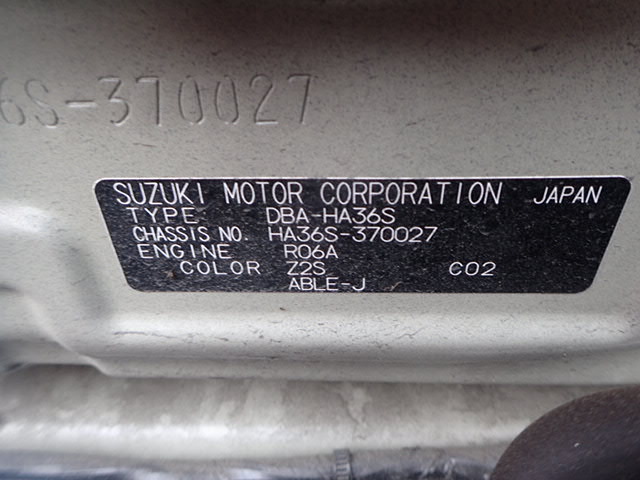 6S-370027
SUZUKI MOTOR CORPORATION JAPAN
TYPE DBA-HA36S
CHASSIS NO. HA36S-370027
ENGINE R06A
COLOR Z2S C02
ABLE-J